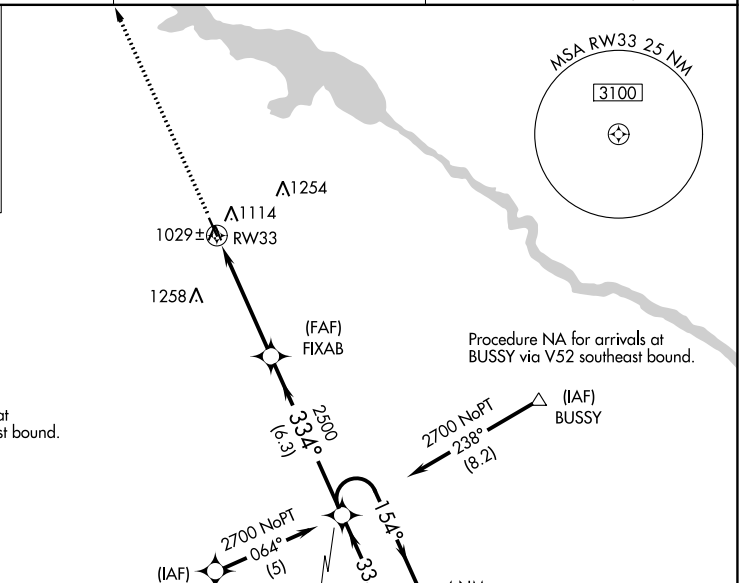 MSA RW33 25 NM
3100
1254
1114
1029± RW33
1258
(FAF)
FIXAB
Procedure NA for arrivals at
BUSSY via V52 southeast bound.
(IAF)
BUSSY
2700 NoPT
238°
(8.2)
at
st bound.
2500
334°
(6.3)
154°
2700 NoPT
064°
(5)
(IAF)
33